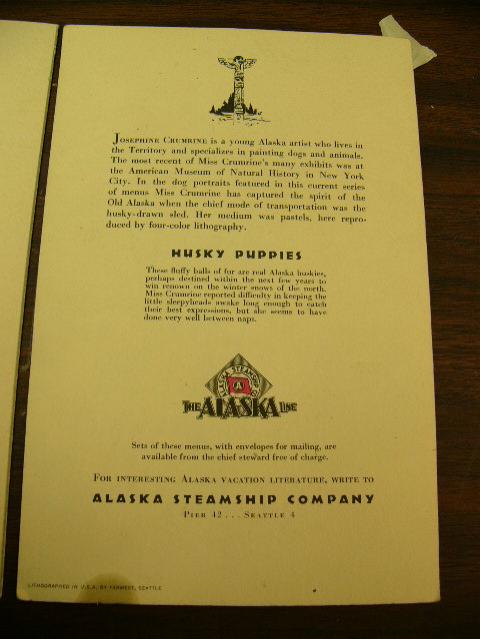 Josephine Crumrine is a young Alaska artist who lives in
the Territory and specializes in painting dogs and animals.
The most recent of Miss Crumrine's many exhibits was at
the American Museum of Natural History in New York
City. In the dog portraits featured in this current series
of menus Miss Crumrine has captured the spirit of the
Old Alaska when the chief mode of transportation was the
husky-drawn sled. Her medium was pastels, here repro-
duced by four-color lithography.
HUSKY PUPPIES
These fluffy balls of fur are real Alaska huskies,
perhaps destined within the next few years to
win renown on the winter snows of the north.
Miss Crumrine reported difficulty in keeping the
little sleepyheads awake long enough to catch
their best expressions, but she seems to have
done very well between naps.
ALASKA STEAMSHIP CO
A
THE ALASKA LINE
Sets of these menus, with envelopes for mailing, are
available from the chief steward free of charge.
For interesting Alaska vacation literature, write to
ALASKA STEAMSHIP COMPANY
Pier 42 . . . Seattle 4
LITHOGRAPHED IN U.S.A. BY FARWEST, SEATTLE